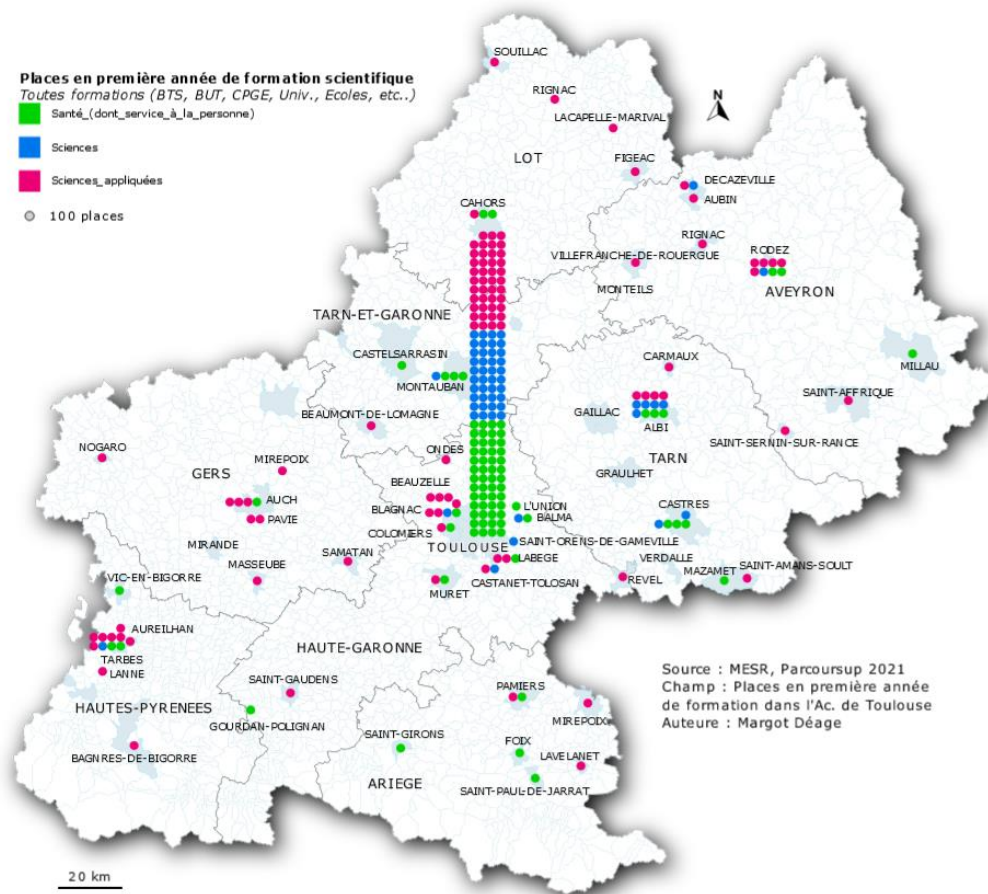 Places en première année de formation scientifique
Toutes formations (BTS, BUT, CPGE, Univ., Ecoles, etc..)
Santé_(dont_service_à_la_personne)
Sciences
Sciences_appliquées
100 places
N
SOUILLAC
RIGNAC
LACAPELLE-MARIVAL
LOT
FIGEAC
DECAZEVILLE
AUBIN
CAHORS
RIGNAC
RODEZ
VILLEFRANCHE-DE-ROUERGUE
MONTEILS
AVEYRON
TARN-ET-GARONNE
CASTELSARRASIN
MONTAUBAN
CARMAUX
MILLAU
SAINT-AFFRIQUE
BEAUMONT-DE-LOMAGNE
GAILLAC
ALBI
SAINT-SERNIN-SUR-RANCE
NOGARO
ONDES
TARN
MIREPOIX
GERS
GRAULHET
BEAUZELLE
AUCH
BLAGNAC
L'UNION
CASTRES
PAVIE
BALMA
COLOMIERS
MIRANDE
TOULOUSE
SAINT-ORENS-DE-GAMEVILLE
SAMATAN
LABEGE
VERDALLE
MASSEUBE
CASTANET-TOLOSAN
REVEL
MAZAMET
SAINT-AMANS-SOULT
VIC-EN-BIGORRE
MURET
AUREILHAN
TARBES
HAUTE-GARONNE
LANNE
SAINT-GAUDENS
PAMIERS
HAUTES-PYRENEES
MIREPOIX
GOURDAN-POLIGNAN
SAINT-GIRONS
FOIX
BAGNRES-DE-BIGORRE
LAVELANET
ARIEGE
SAINT-PAUL-DE-JARRAT
Source : MESR, Parcoursup 2021
Champ : Places en première année
de formation dans l'Ac. de Toulouse
Auteure : Margot Déage
20 km